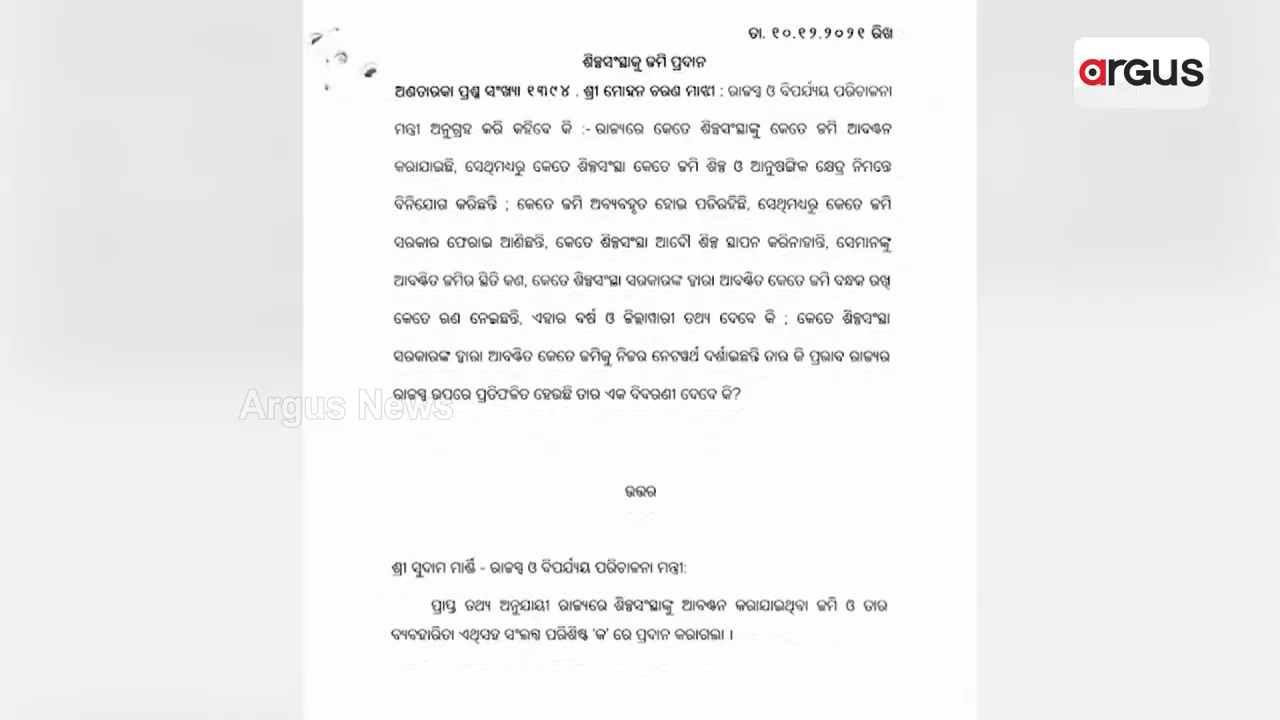 ତା. ୧୦.୧୨.୨୦୨୧ ରିଖ
argus
ଶିଳ୍ପସଂସ୍ଥାକୁ ଜମି ପ୍ରଦାନ
ଅଣତାରକା ପ୍ରଶ୍ନ ସଂଖ୍ୟା ୧୩୯୪ . ଶ୍ରୀ ମୋହନ ଚରଣ ମାଝୀ : ରାଜସ୍ୱ ଓ ବିପର୍ଯ୍ୟୟ ପରିଚାଳନା
ମନ୍ତ୍ରୀ ଅନୁଗ୍ରହ କରି କହିବେ କି :- ରାଜ୍ୟରେ କେତେ ଶିଳ୍ପସଂସ୍ଥାଙ୍କୁ କେତେ ଜମି ଆବଣ୍ଟନ
କରାଯାଇଛି, ସେଥିମଧ୍ୟରୁ କେତେ ଶିଳ୍ପସଂସ୍ଥା କେତେ ଜମି ଶିଳ୍ପ ଓ ଆନୁଷଙ୍ଗିକ କ୍ଷେତ୍ର ନିମନ୍ତେ
ବିନିଯୋଗ କରିଛନ୍ତି ; କେତେ ଜମି ଅବ୍ୟବହୃତ ହୋଇ ପଡିରହିଛି, ସେଥିମଧ୍ୟରୁ କେତେ ଜମି
ସରକାର ଫେରାଇ ଆଣିଛନ୍ତି, କେତେ ଶିଳ୍ପସଂସ୍ଥା ଆଦୌ ଶିଳ୍ପ ସ୍ଥାପନ କରିନାହାନ୍ତି, ସେମାନଙ୍କୁ
ଆବଣ୍ଟିତ ଜମିର ସ୍ଥିତି କଣ, କେତେ ଶିଳ୍ପସଂସ୍ଥା ସରକାରଙ୍କ ଦ୍ୱାରା ଆବଣ୍ଟିତ କେତେ ଜମି ବନ୍ଧକ ରଖି
କେତେ ଋଣ ନେଇଛନ୍ତି, ଏହାର ବର୍ଷ ଓ ଜିଲ୍ଲାୱାରୀ ତଥ୍ୟ ଦେବେ କି ; କେତେ ଶିଳ୍ପସଂସ୍ଥା
ସରକାରଙ୍କ ଦ୍ୱାରା ଆବଣ୍ଟିତ କେତେ ଜମିକୁ ନିଜର ନେଟୱର୍ଥ ଦର୍ଶାଇଛନ୍ତି ତାର କି ପ୍ରଭାବ ରାଜ୍ୟର
ରାଜସ୍ୱ ଉପରେ ପ୍ରତିଫଳିତ ହେଉଛି ତାର ଏକ ବିବରଣୀ ଦେବେ କି?
Argus News
ଉତ୍ତର
ଶ୍ରୀ ସୁଦାମ ମାର୍ଣ୍ଡି - ରାଜସ୍ୱ ଓ ବିପର୍ଯ୍ୟୟ ପରିଚାଳନା ମନ୍ତ୍ରୀ:
ପ୍ରାପ୍ତ ତଥ୍ୟ ଅନୁଯାୟୀ ରାଜ୍ୟରେ ଶିଳ୍ପସଂସ୍ଥାଙ୍କୁ ଆବଣ୍ଟନ କରାଯାଇଥିବା ଜମି ଓ ତାର
ବ୍ୟବହାରିତା ଏଥିସହ ସଂଲଗ୍ନ ପରିଶିଷ୍ଟ 'କ' ରେ ପ୍ରଦାନ କରାଗଲା ।